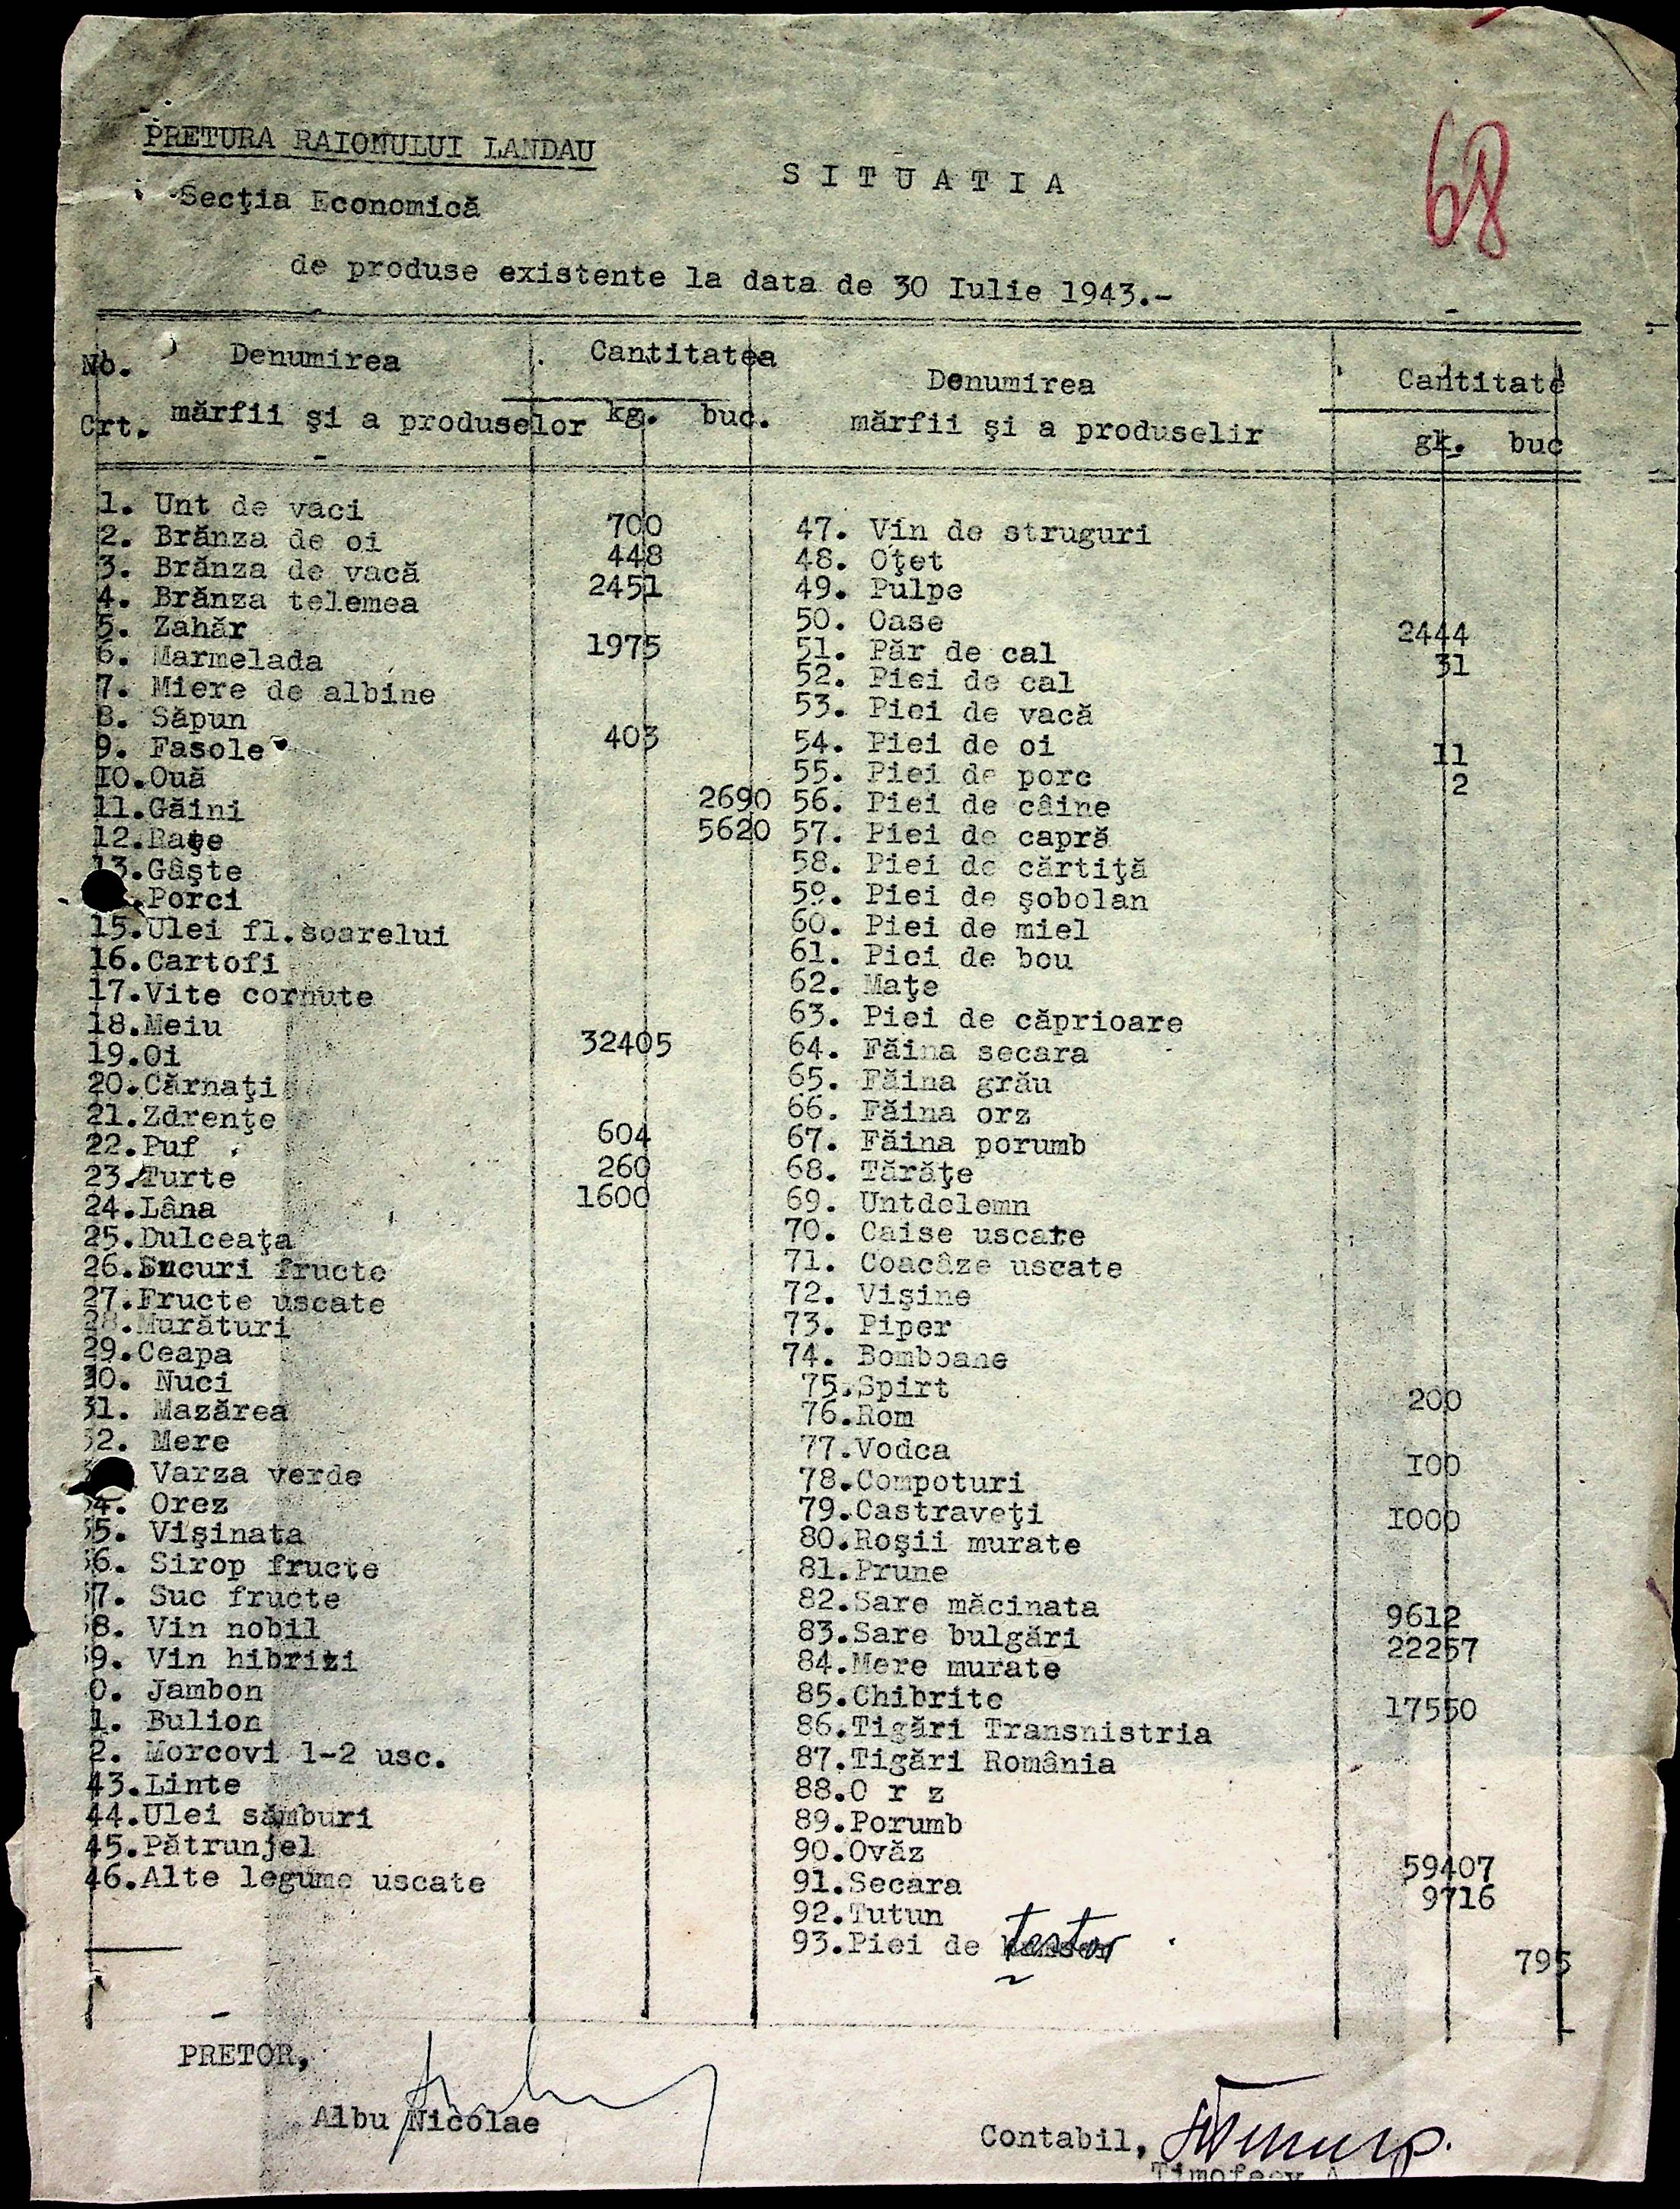 68
PRETURA RAIONULUI LANDAU
S I T U A T I A
Secţia Economică
de produse existente la data de 30 Iulie 1943.-
No. Crt.
Denumirea
mărfii şi a produselor
Cantitatea
kg. buc.
Denumirea
mărfii şi a produselir
Cantitate
gk. buc
1. Unt de vaci 700
2. Brănza de oi 448
3. Brănza de vacă 2451
4. Brănza telemea
5. Zahăr 1975
6. Marmelada
7. Miere de albine
8. Săpun 403
9. Fasole
10.Ouă 2690
11.Găini 5620
12.Raţe
13.Gâşte
.Porci
15.Ulei fl.soarelui
16.Cartofi
17.Vite cornute
18.Meiu 32405
19.Oi
20.Cărnaţi
21.Zdrenţe 604
22.Puf 260
23.Turte 1600
24.Lâna
25.Dulceaţa
26.Sucuri fructe
27.Fructe uscate
28.Murături
29.Ceapa
30. Nuci
31. Mazărea
32. Mere
Varza verde
34. Orez
35. Vişinata
36. Sirop fructe
37. Suc fructe
38. Vin nobil
39. Vin hibrizi
0. Jambon
1. Bulion
2. Morcovi 1-2 usc.
43.Linte
44.Ulei sămburi
45.Pătrunjel
46.Alte legume uscate
47. Vin de struguri
48. Oţet
49. Pulpe
50. Oase 2444
51. Păr de cal 31
52. Piei de cal
53. Piei de vacă
54. Piei de oi 11
55. Piei de porc 2
56. Piei de câine
57. Piei de capră
58. Piei de cărtiţă
59. Piei de şobolan
60. Piei de miel
61. Piei de bou
62. Maţe
63. Piei de căprioare
64. Făina secara
65. Făina grău
66. Făina orz
67. Făina porumb
68. Tărăţe
69. Untdelemn
70. Caise uscate
71. Coacâze uscate
72. Vişine
73. Piper
74. Bomboane
75.Spirt 200
76.Rom
77.Vodca 100
78.Compoturi
79.Castraveţi 1000
80.Roşii murate
81.Prune
82.Sare măcinata 9612
83.Sare bulgări 22257
84.Mere murate
85.Chibrite 17550
86.Tigări Transnistria
87.Tigări România
88.O r z
89.Porumb
90.Ovăz 59407
91.Secara 9716
92.Tutun
93.Piei de testor 795
PRETOR,
Albu Nicolae
Contabil,
Timofeev A